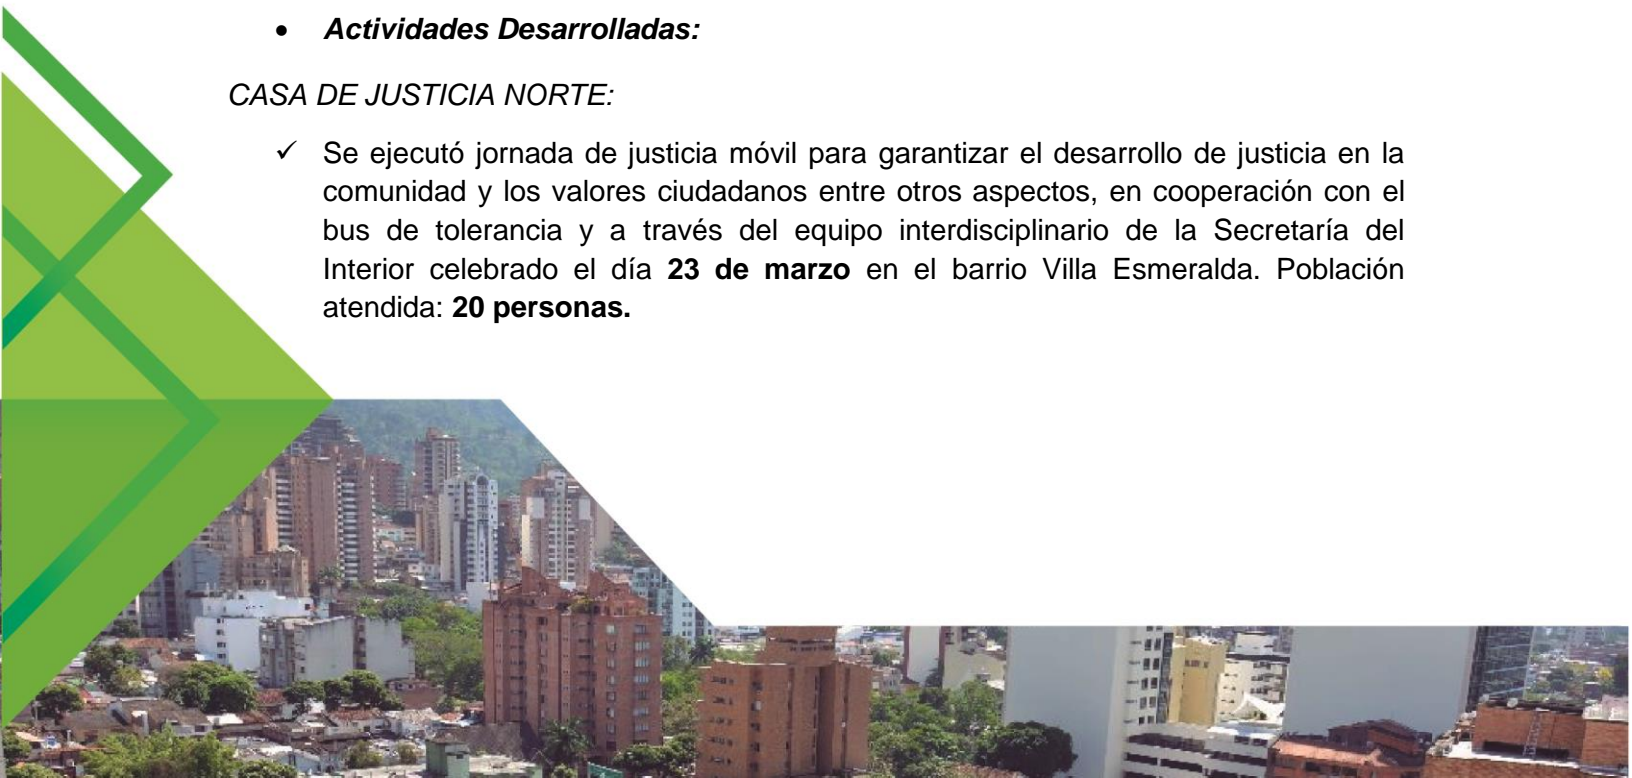 • Actividades Desarrolladas:
CASA DE JUSTICIA NORTE:
✓ Se ejecutó jornada de justicia móvil para garantizar el desarrollo de justicia en la
comunidad y los valores ciudadanos entre otros aspectos, en cooperación con el
bus de tolerancia y a través del equipo interdisciplinario de la Secretaría del
Interior celebrado el día 23 de marzo en el barrio Villa Esmeralda. Población
atendida: 20 personas.